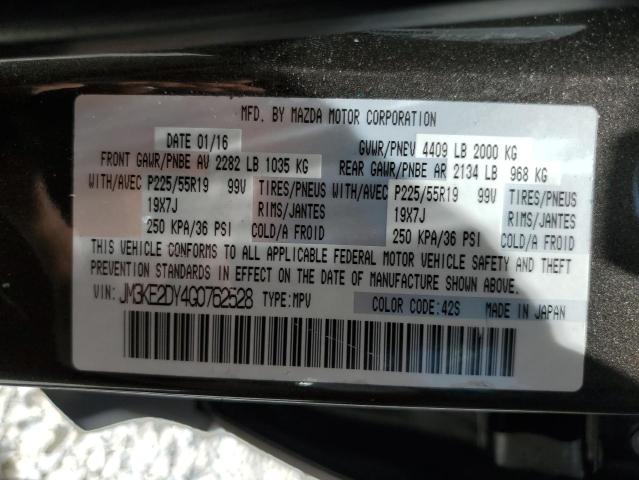 MFD. BY MAZDA MOTOR CORPORATION
DATE 01/16 GVWR/PNBV 4409 LB 2000 KG
FRONT GAWR/PNBE AV 2282 LB 1035 KG REAR GAWR/PNBE AR 2134 LB 968 KG
WITH/AVEC P225/55R19 99V TIRES/PNEUS WITH/AVEC P225/55R19 99V TIRES/PNEUS
19X7J RIMS/JANTES 19X7J RIMS/JANTES
250 KPA/36 PSI COLD/A FROID 250 KPA/36 PSI COLD/A FROID
THIS VEHICLE CONFORMS TO ALL APPLICABLE FEDERAL MOTOR VEHICLE SAFETY AND THEFT
PREVENTION STANDARDS IN EFFECT ON THE DATE OF MANUFACTURE SHOWN ABOVE.
VIN: JM3KE2DY4G0762528 TYPE:MPV COLOR CODE:42S MADE IN JAPAN